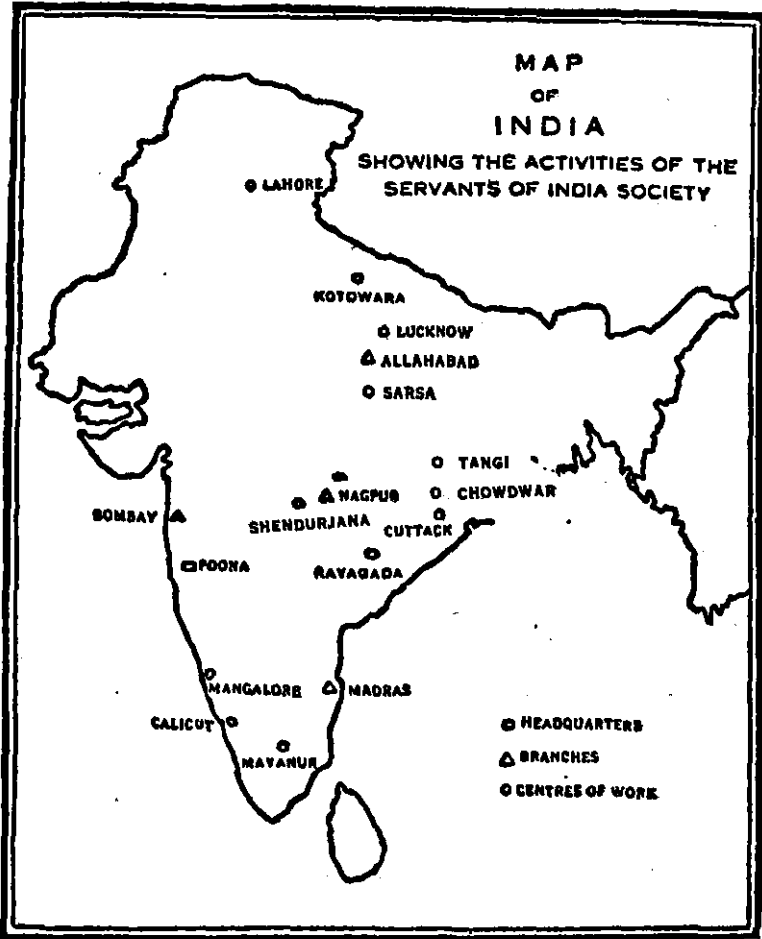 MAP
OF
INDIA
SHOWING THE ACTIVITIES OF THE
SERVANTS OF INDIA SOCIETY
LAHORE
KOTOWARA
LUCKNOW
ALLAHABAD
SARSA
TANGI
NAGPUR
CHOWDWAR
BOMBAY
SHENDURJANA
CUTTACK
POONA
RAYAGADA
MANGALORE
MADRAS
CALICUT
HEADQUARTERS
MAYANUR
BRANCHES
CENTRES OF WORK